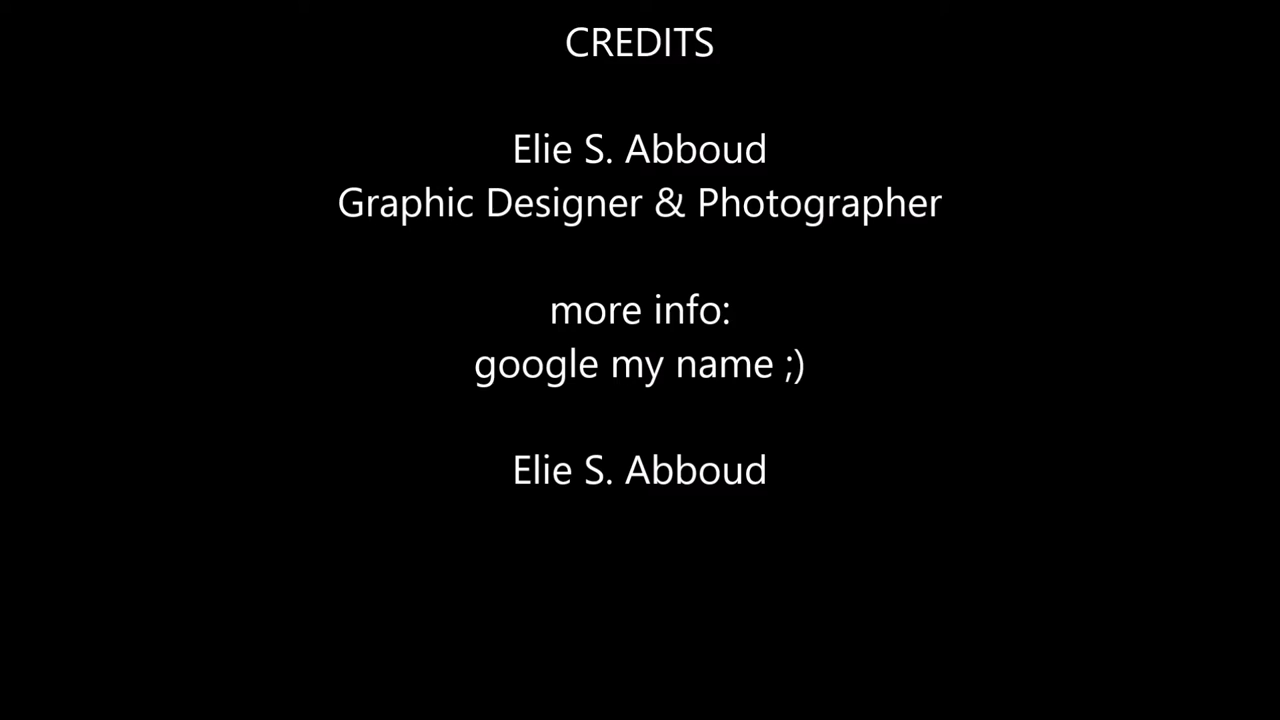 CREDITS
Elie S. Abboud
Graphic Designer & Photographer
more info:
google my name ;)
Elie S. Abboud